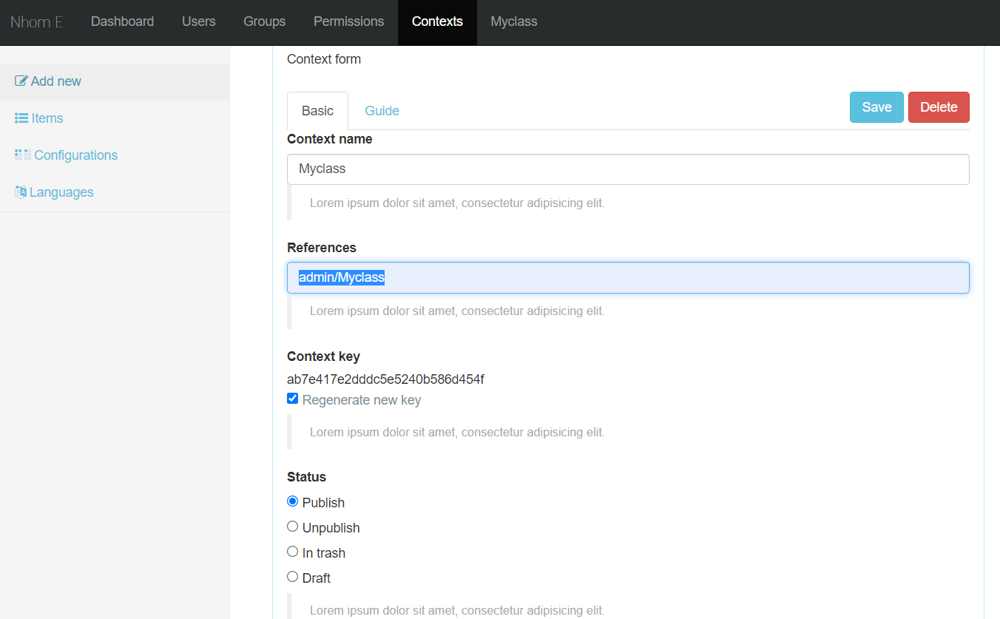 Nhom E Dashboard Users Groups Permissions Contexts Myclass
Add new
Items
Configurations
Languages
Context form
Basic Guide Save Delete
Context name
Myclass
Lorem ipsum dolor sit amet, consectetur adipisicing elit.
References
admin/Myclass
Lorem ipsum dolor sit amet, consectetur adipisicing elit.
Context key
ab7e417e2dddc5e5240b586d454f
Regenerate new key
Lorem ipsum dolor sit amet, consectetur adipisicing elit.
Status
Publish
Unpublish
In trash
Draft
Lorem ipsum dolor sit amet, consectetur adipisicing elit.